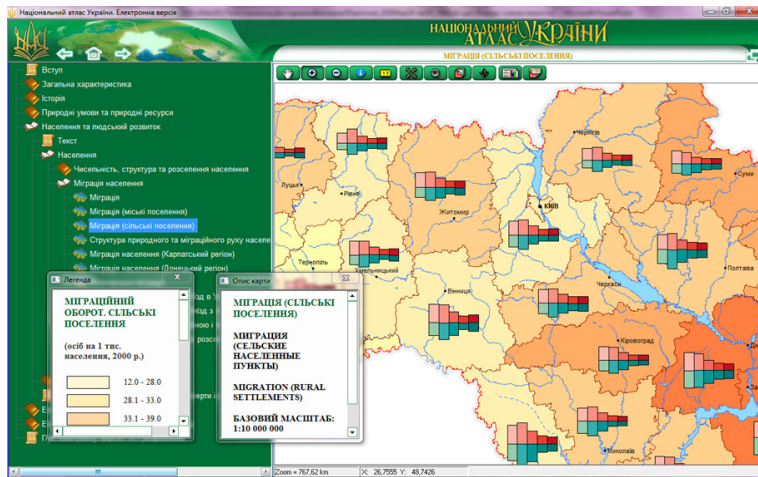 Національний атлас України. Електронна версія
НАЦІОНАЛЬНИЙ
АТЛАС УКРАЇНИ
МІГРАЦІЯ (СІЛЬСЬКІ ПОСЕЛЕННЯ)
Вступ
Загальна характеристика
Історія
Природні умови та природні ресурси
Населення та людський розвиток
Текст
Населення
Чисельність, структура та розселення населення
Міграція населення
Міграція
Міграція (міські поселення)
Міграція (сільські поселення)
Структура природного та міграційного руху населе
Міграція населення (Карпатський регіон)
Міграція населення (Донецький регіон)
Легенда
МІГРАЦІЙНИЙ
ОБОРОТ. СІЛЬСЬКІ
ПОСЕЛЕННЯ
(осіб на 1 тис.
населення, 2000 р.)
12.0 - 28.0
28.1 - 33.0
33.1 - 39.0
Опис карти
МІГРАЦІЯ (СІЛЬСЬКІ
ПОСЕЛЕННЯ)
МИГРАЦИЯ
(СЕЛЬСКИЕ
НАСЕЛЕННЫЕ
ПУНКТЫ)
MIGRATION (RURAL
SETTLEMENTS)
БАЗОВИЙ МАСШТАБ:
1:10 000 000
Чернігів
Суми
Луцьк
Рівне
Житомир
КИЇВ
Тернопіль
Хмельницький
Вінниця
Черкаси
Полтава
Кіровоград
Миколаїв
Zoom = 767,62 km
X: 26,7555 Y: 48,7426